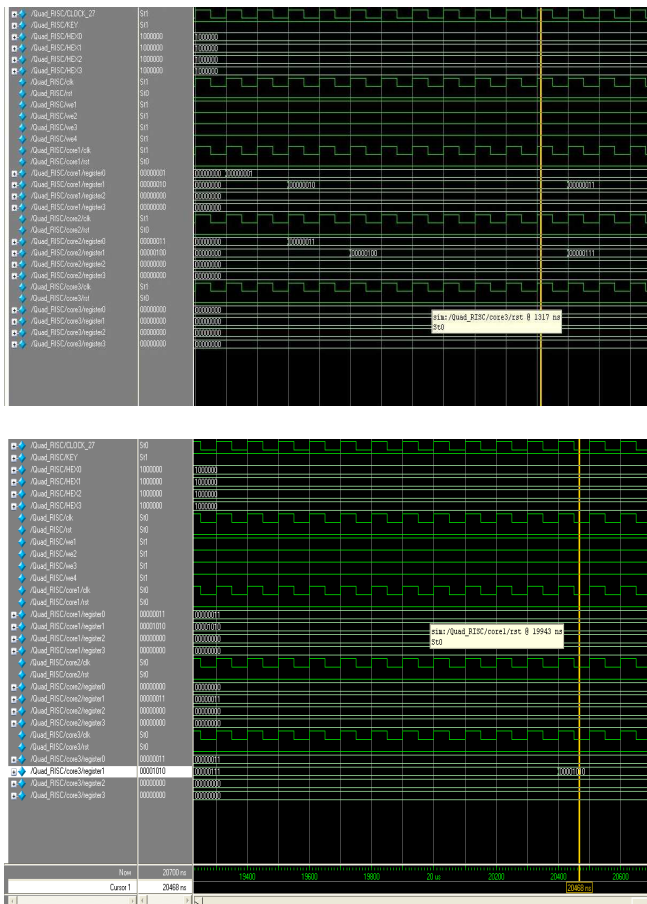 /Quad_RISC/CLOCK_27 St1
/Quad_RISC/KEY St1
/Quad_RISC/HEX0 1000000 1000000
/Quad_RISC/HEX1 1000000 1000000
/Quad_RISC/HEX2 1000000 1000000
/Quad_RISC/HEX3 1000000 1000000
/Quad_RISC/clk St1
/Quad_RISC/rst St0
/Quad_RISC/we1 St1
/Quad_RISC/we2 St1
/Quad_RISC/we3 St1
/Quad_RISC/we4 St1
/Quad_RISC/core1/clk St1
/Quad_RISC/core1/rst St0
/Quad_RISC/core1/register0 00000001 00000000 00000001
/Quad_RISC/core1/register1 00000010 00000000 00000010 00000011
/Quad_RISC/core1/register2 00000000 00000000
/Quad_RISC/core1/register3 00000000 00000000
/Quad_RISC/core2/clk St1
/Quad_RISC/core2/rst St0
/Quad_RISC/core2/register0 00000011 00000000 00000011
/Quad_RISC/core2/register1 00000100 00000000 00000100 00000111
/Quad_RISC/core2/register2 00000000 00000000
/Quad_RISC/core2/register3 00000000 00000000
/Quad_RISC/core3/clk St1
/Quad_RISC/core3/rst St0
/Quad_RISC/core3/register0 00000000 00000000
/Quad_RISC/core3/register1 00000000 00000000
/Quad_RISC/core3/register2 00000000 00000000
/Quad_RISC/core3/register3 00000000 00000000
sim:/Quad_RISC/core3/rst @ 1317 ns
St0
/Quad_RISC/CLOCK_27 St0
/Quad_RISC/KEY St1
/Quad_RISC/HEX0 1000000 1000000
/Quad_RISC/HEX1 1000000 1000000
/Quad_RISC/HEX2 1000000 1000000
/Quad_RISC/HEX3 1000000 1000000
/Quad_RISC/clk St0
/Quad_RISC/rst St0
/Quad_RISC/we1 St1
/Quad_RISC/we2 St1
/Quad_RISC/we3 St1
/Quad_RISC/we4 St1
/Quad_RISC/core1/clk St0
/Quad_RISC/core1/rst St0
/Quad_RISC/core1/register0 00000011 00000011
/Quad_RISC/core1/register1 00001010 00001010
/Quad_RISC/core1/register2 00000000 00000000
/Quad_RISC/core1/register3 00000000 00000000
/Quad_RISC/core2/clk St0
/Quad_RISC/core2/rst St0
/Quad_RISC/core2/register0 00000000 00000000
/Quad_RISC/core2/register1 00000011 00000011
/Quad_RISC/core2/register2 00000000 00000000
/Quad_RISC/core2/register3 00000000 00000000
/Quad_RISC/core3/clk St0
/Quad_RISC/core3/rst St0
/Quad_RISC/core3/register0 00000011 00000011
/Quad_RISC/core3/register1 00001010 00000111 00001010
/Quad_RISC/core3/register2 00000000 00000000
/Quad_RISC/core3/register3 00000000 00000000
sim:/Quad_RISC/core1/rst @ 19943 ns
St0
Now 20700 ns 19400 19600 19800 20 us 20200 20400 20600
Cursor 1 20468 ns 20468 ns